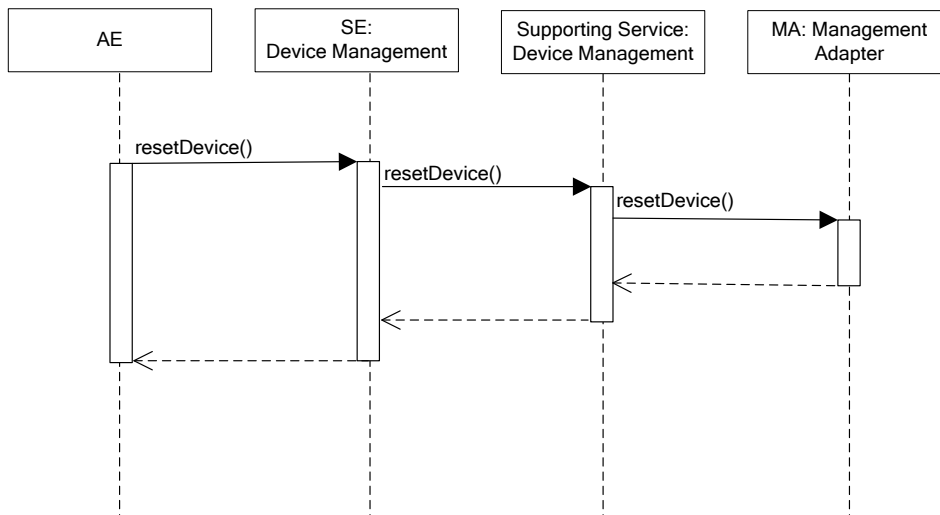 AE
SE:
Device Management
Supporting Service:
Device Management
MA: Management
Adapter
resetDevice()
resetDevice()
resetDevice()